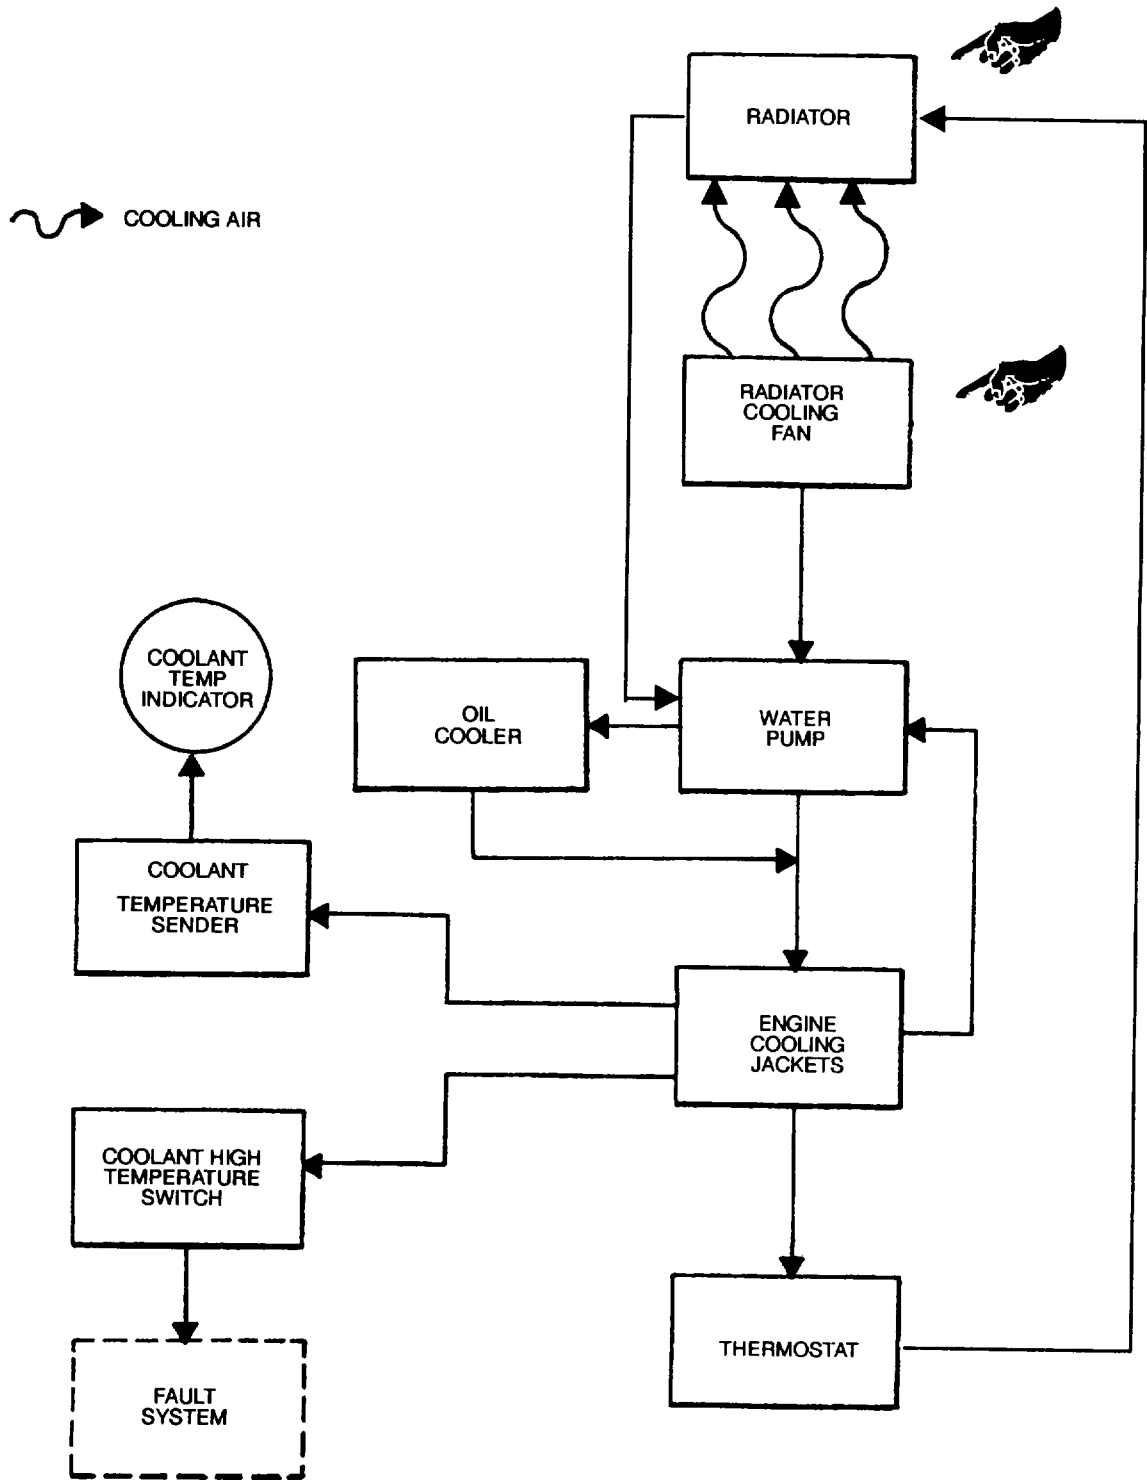 RADIATOR
COOLING AIR
RADIATOR
COOLING
FAN
COOLANT
TEMP
INDICATOR
OIL
COOLER
WATER
PUMP
COOLANT
TEMPERATURE
SENDER
ENGINE
COOLING
JACKETS
COOLANT HIGH
TEMPERATURE
SWITCH
THERMOSTAT
FAULT
SYSTEM